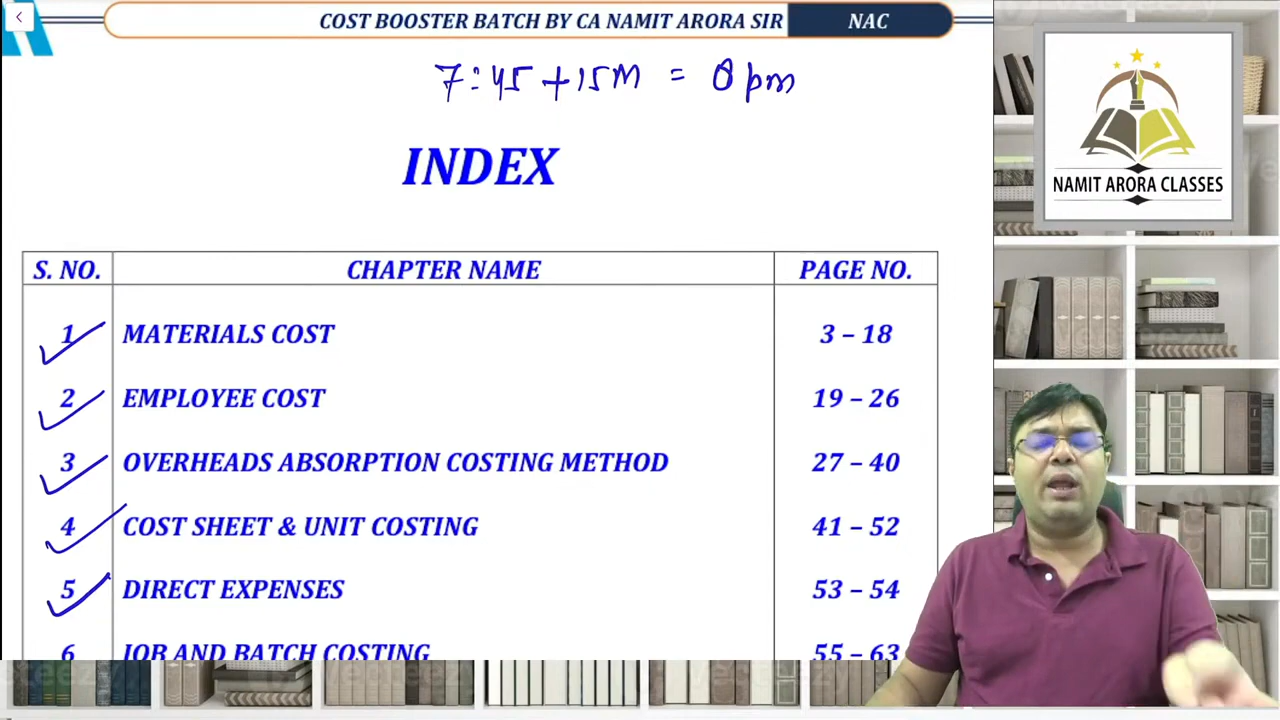 COST BOOSTER BATCH BY CA NAMIT ARORA SIR NAC
7:45 + 15M = 8 pm
INDEX
S. NO. CHAPTER NAME PAGE NO.
1 MATERIALS COST 3 – 18
2 EMPLOYEE COST 19 – 26
3 OVERHEADS ABSORPTION COSTING METHOD 27 – 40
4 COST SHEET & UNIT COSTING 41 – 52
5 DIRECT EXPENSES 53 – 54
6 JOB AND BATCH COSTING 55 – 63
NAMIT ARORA CLASSES